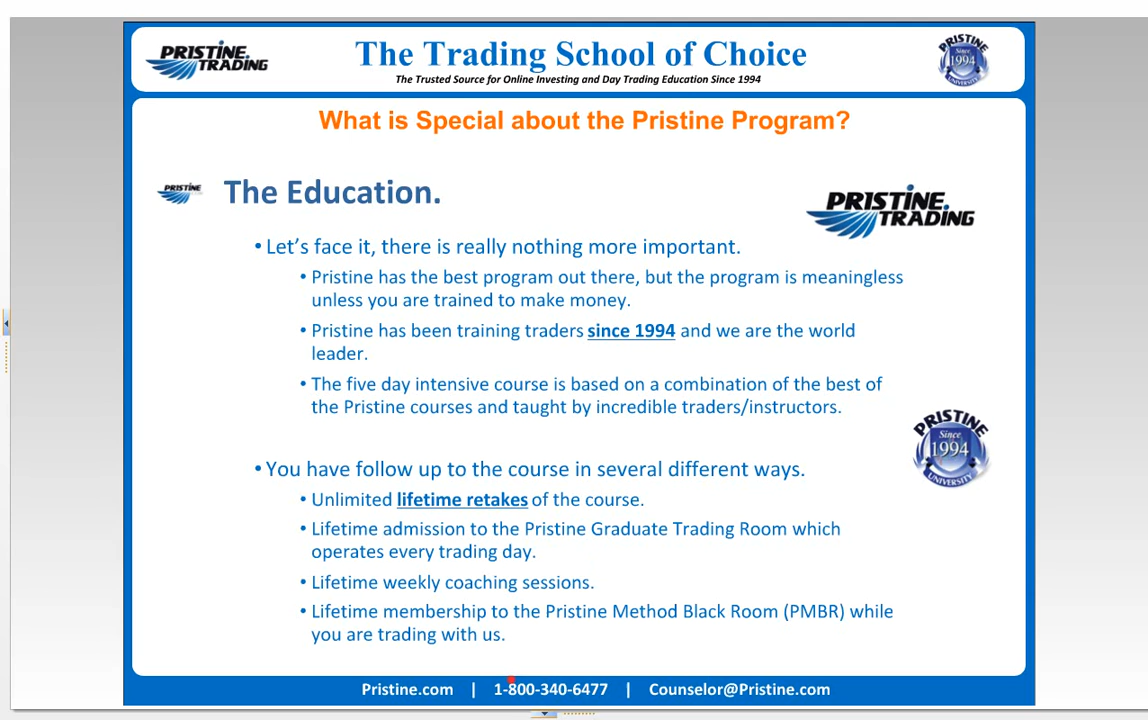 PRISTINE.
TRADING
The Trading School of Choice
The Trusted Source for Online Investing and Day Trading Education Since 1994
PRISTINE
Since
1994
UNIVERSITY
What is Special about the Pristine Program?
PRISTINE
The Education.
PRISTINE.
TRADING
• Let's face it, there is really nothing more important.
• Pristine has the best program out there, but the program is meaningless
unless you are trained to make money.
• Pristine has been training traders since 1994 and we are the world
leader.
• The five day intensive course is based on a combination of the best of
the Pristine courses and taught by incredible traders/instructors.
PRISTINE
Since
1994
UNIVERSITY
• You have follow up to the course in several different ways.
• Unlimited lifetime retakes of the course.
• Lifetime admission to the Pristine Graduate Trading Room which
operates every trading day.
• Lifetime weekly coaching sessions.
• Lifetime membership to the Pristine Method Black Room (PMBR) while
you are trading with us.
Pristine.com | 1-800-340-6477 | Counselor@Pristine.com